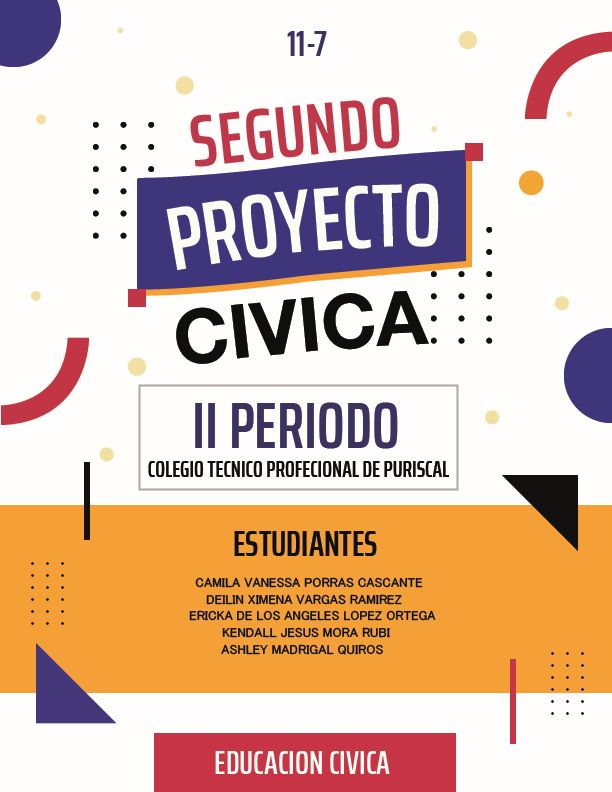 11-7
SEGUNDO
PROYECTO
CIVICA
II PERIODO
COLEGIO TECNICO PROFECIONAL DE PURISCAL
ESTUDIANTES
CAMILA VANESSA PORRAS CASCANTE
DEILIN XIMENA VARGAS RAMIREZ
ERICKA DE LOS ANGELES LOPEZ ORTEGA
KENDALL JESUS MORA RUBI
ASHLEY MADRIGAL QUIROS
EDUCACION CIVICA